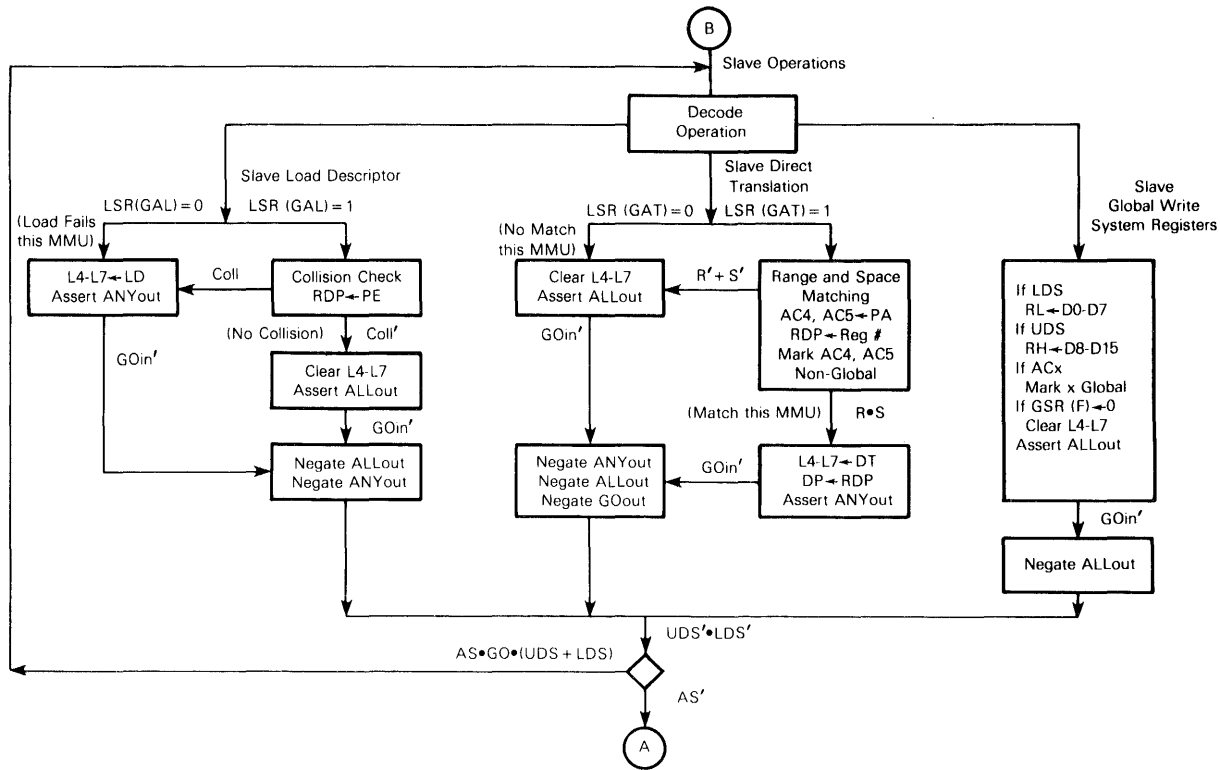 B
Slave Operations
Decode
Operation
Slave Load Descriptor
LSR(GAL)=0
LSR (GAL)=1
(Load Fails
this MMU)
L4-L7←LD
Assert ANYout
Coll
Collision Check
RDP←PE
(No Collision)
Coll'
GOin'
Clear L4-L7
Assert ALLout
GOin'
Negate ALLout
Negate ANYout
Slave Direct
Translation
LSR (GAT)=0
LSR (GAT)=1
(No Match
this MMU)
Clear L4-L7
Assert ALLout
R'+S'
Range and Space
Matching
AC4, AC5←PA
RDP←Reg #
Mark AC4, AC5
Non-Global
GOin'
(Match this MMU)
R•S
Negate ANYout
Negate ALLout
Negate GOout
GOin'
L4-L7←DT
DP←RDP
Assert ANYout
Slave
Global Write
System Registers
If LDS
RL←D0-D7
If UDS
RH←D8-D15
If ACx
Mark x Global
If GSR (F)←0
Clear L4-L7
Assert ALLout
GOin'
Negate ALLout
UDS'•LDS'
AS•GO•(UDS+LDS)
AS'
A